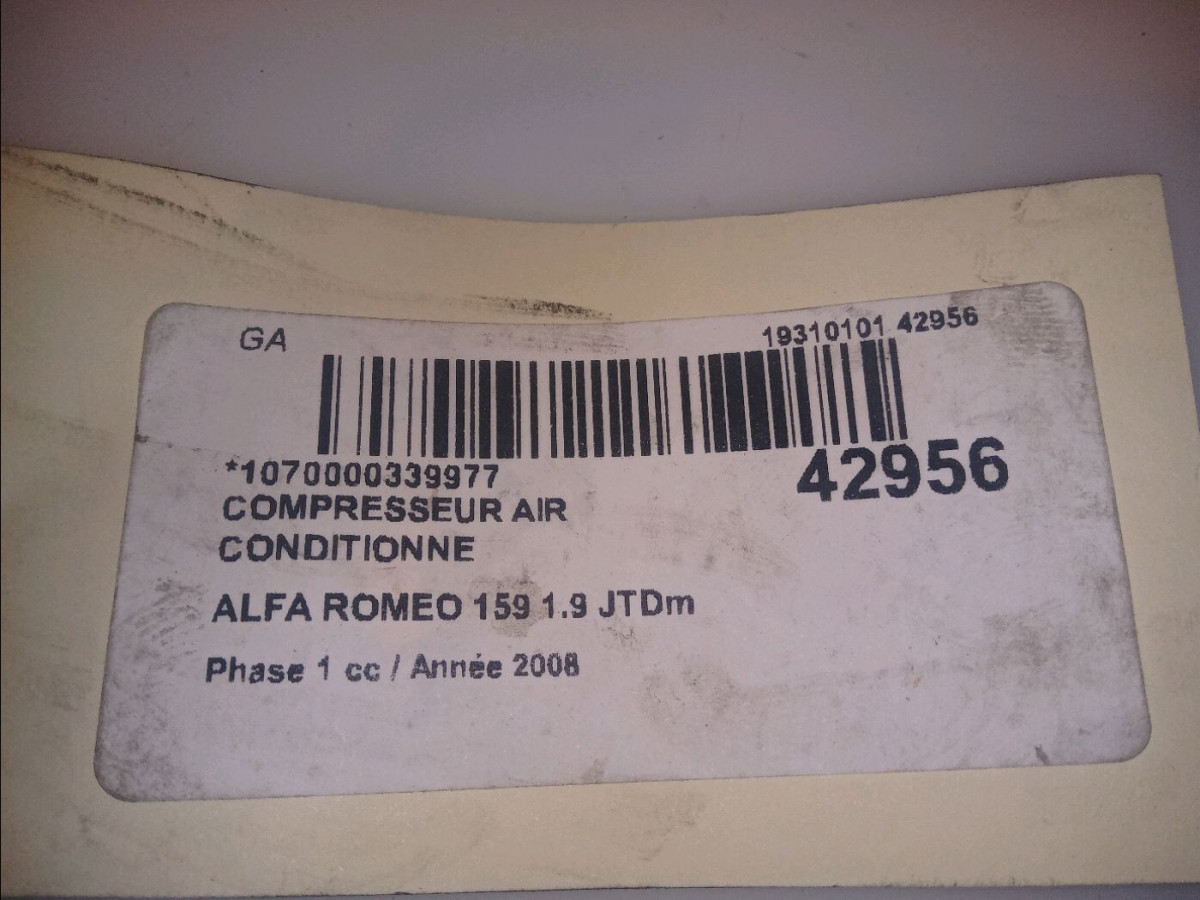 GA
19310101 42956
*1070000339977
42956
COMPRESSEUR AIR
CONDITIONNE
ALFA ROMEO 159 1.9 JTDm
Phase 1 cc / Année 2008